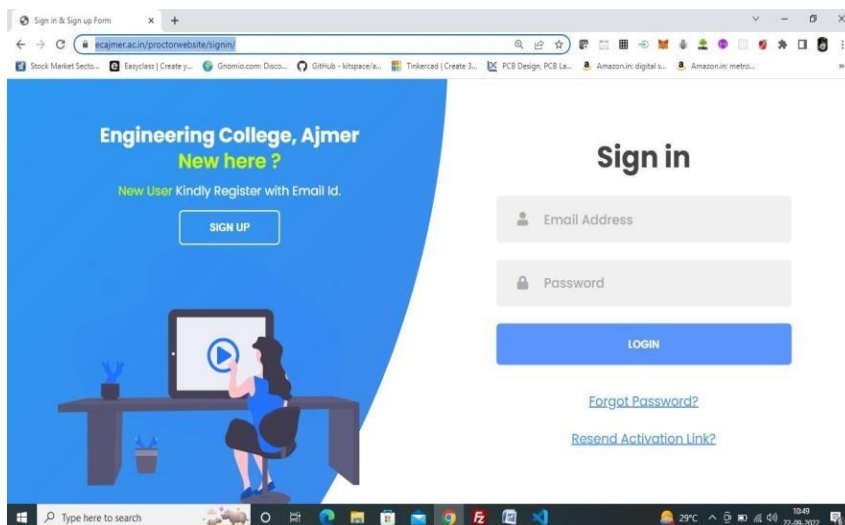 Sign in & Sign up Form
ecajmer.ac.in/proctorwebsite/signin/
Stock Market Secto... Easyclass | Create y... Gnomio.com: Disco... GitHub - kitspace/a... Tinkercad | Create 3... PCB Design, PCB La... Amazon.in: digital s... Amazon.in: metro...
Engineering College, Ajmer
New here ?
New User Kindly Register with Email Id.
SIGN UP
Sign in
Email Address
Password
LOGIN
Forgot Password?
Resend Activation Link?
Type here to search
29°C
10:49
22-09-2022